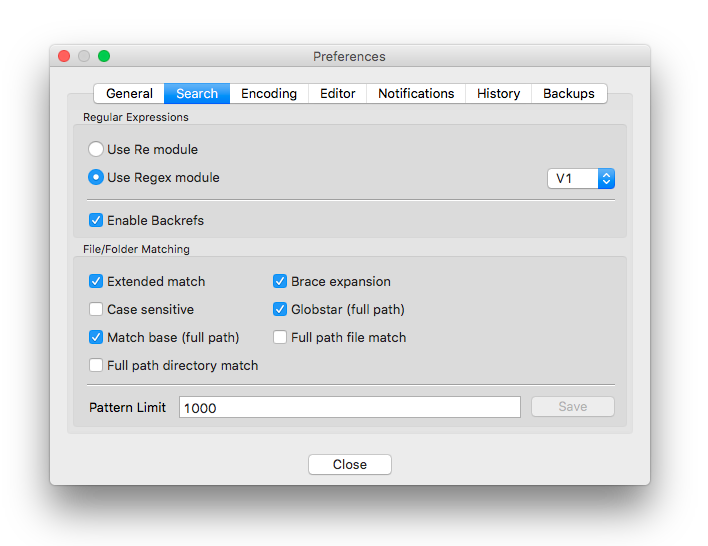 Preferences
General Search Encoding Editor Notifications History Backups
Regular Expressions
Use Re module
Use Regex module V1
Enable Backrefs
File/Folder Matching
Extended match Brace expansion
Case sensitive Globstar (full path)
Match base (full path) Full path file match
Full path directory match
Pattern Limit 1000 Save
Close